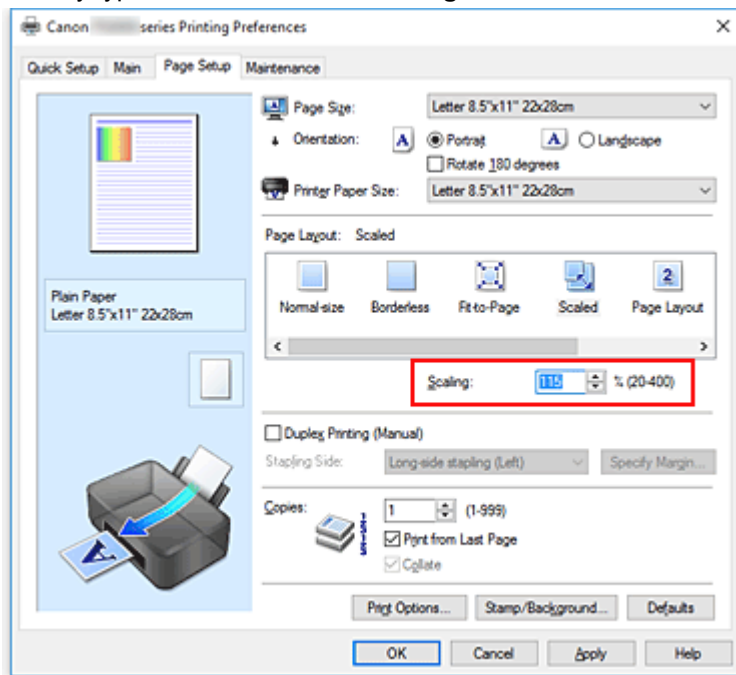 Canon series Printing Preferences
Quick Setup Main Page Setup Maintenance
Page Size: Letter 8.5"x11" 22x28cm
Orientation: A Portrait A Landscape
Rotate 180 degrees
Printer Paper Size: Letter 8.5"x11" 22x28cm
Page Layout: Scaled
Normal-size Borderless Fit-to-Page Scaled Page Layout
2
Plain Paper
Letter 8.5"x11" 22x28cm
Scaling: 115 % (20-400)
Duplex Printing (Manual)
Stapling Side: Long-side stapling (Left) Specify Margin...
Copies: 1 (1-999)
Print from Last Page
Collate
Print Options... Stamp/Background... Defaults
OK Cancel Apply Help